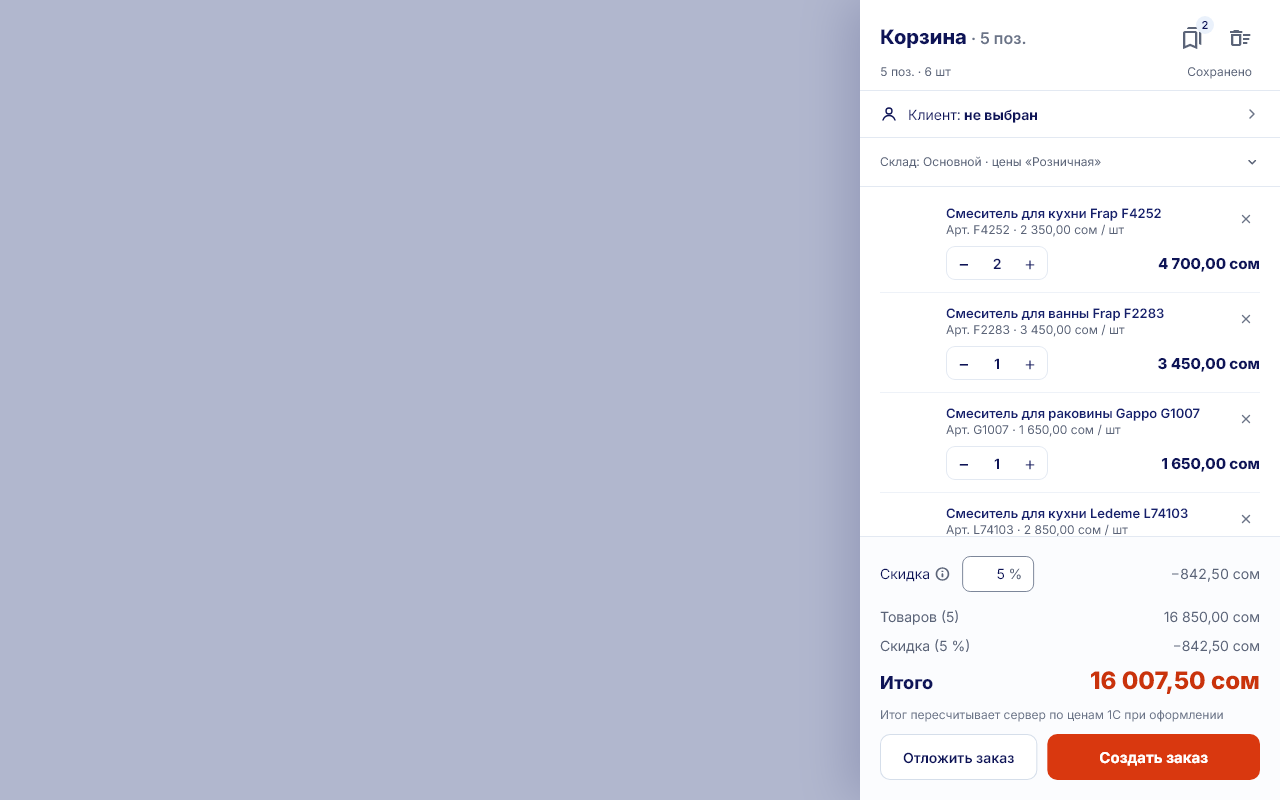 Корзина · 5 поз.
2
5 поз. · 6 шт
Сохранено
Клиент: не выбран
Склад: Основной · цены «Розничная»
Смеситель для кухни Frap F4252
Арт. F4252 · 2 350,00 сом / шт
− 2 +
4 700,00 сом
Смеситель для ванны Frap F2283
Арт. F2283 · 3 450,00 сом / шт
− 1 +
3 450,00 сом
Смеситель для раковины Gappo G1007
Арт. G1007 · 1 650,00 сом / шт
− 1 +
1 650,00 сом
Смеситель для кухни Ledeme L74103
Арт. L74103 · 2 850,00 сом / шт
Скидка 5 % −842,50 сом
Товаров (5) 16 850,00 сом
Скидка (5 %) −842,50 сом
Итого 16 007,50 сом
Итог пересчитывает сервер по ценам 1С при оформлении
Отложить заказ
Создать заказ